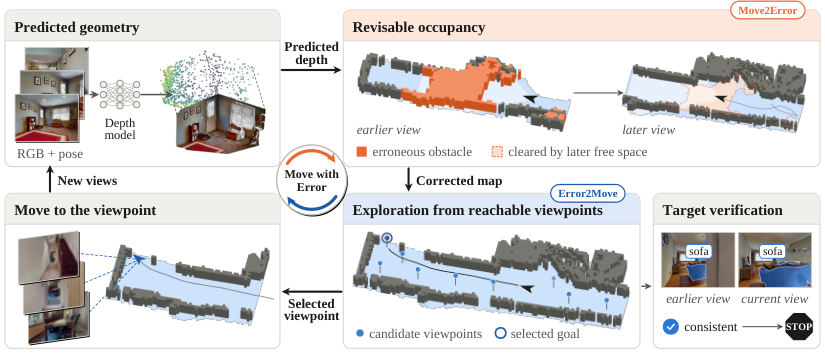 Move2Error
Predicted geometry
Revisable occupancy
Predicted
depth
Depth
model
RGB + pose
earlier view
later view
erroneous obstacle
cleared by later free space
New views
Move with
Error
Corrected map
Error2Move
Move to the viewpoint
Exploration from reachable viewpoints
Target verification
sofa
sofa
earlier view
current view
Selected
viewpoint
candidate viewpoints
selected goal
consistent
STOP